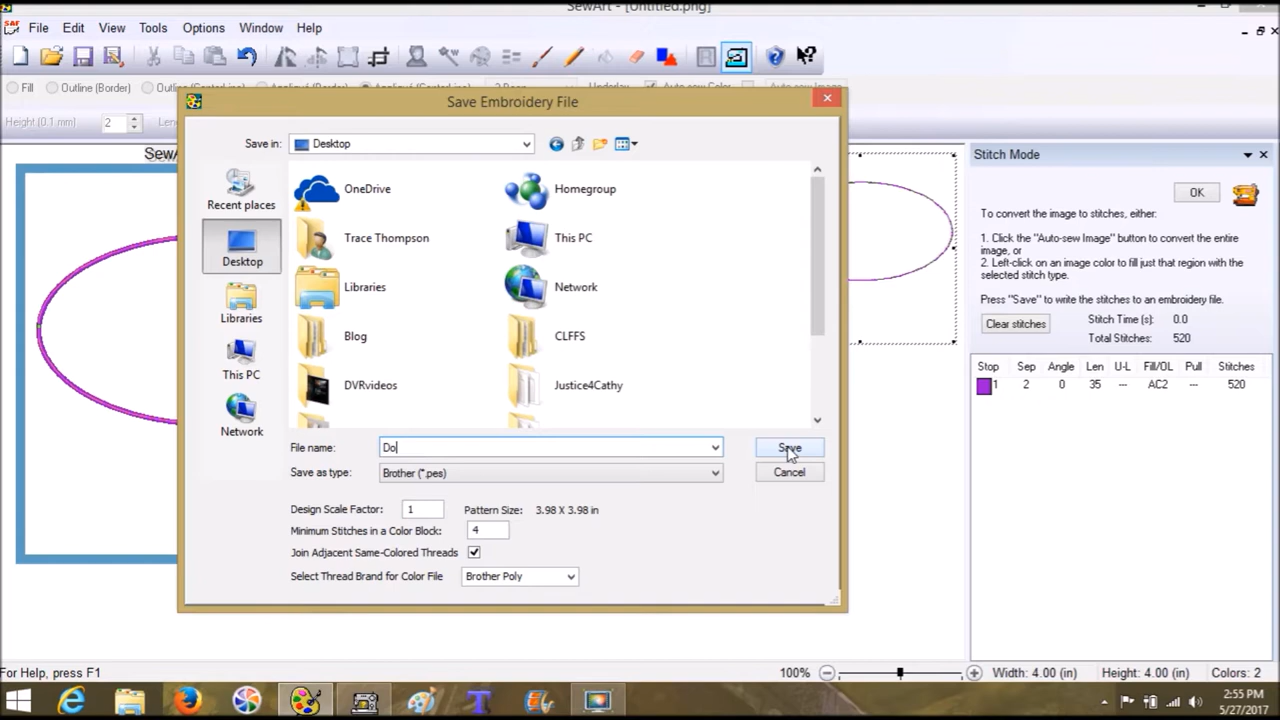 SewArt - [Untitled.png]
File Edit View Tools Options Window Help
Fill Outline (Border)
Height (0.1 mm) 2
SewA
Save Embroidery File
Save in: Desktop
Recent places
Desktop
Libraries
This PC
Network
OneDrive Homegroup
Trace Thompson This PC
Libraries Network
Blog CLFFS
DVRvideos Justice4Cathy
File name: Do Save
Save as type: Brother (*.pes) Cancel
Design Scale Factor: 1 Pattern Size: 3.98 X 3.98 in
Minimum Stitches in a Color Block: 4
Join Adjacent Same-Colored Threads
Select Thread Brand for Color File Brother Poly
Stitch Mode
OK
To convert the image to stitches, either:
1. Click the "Auto-sew Image" button to convert the entire
image, or
2. Left-click on an image color to fill just that region with the
selected stitch type.
Press "Save" to write the stitches to an embroidery file.
Clear stitches Stitch Time (s): 0.0
Total Stitches: 520
Stop Sep Angle Len U-L Fill/OL Pull Stitches
1 2 0 35 --- AC2 --- 520
For Help, press F1 100% Width: 4.00 (in) Height: 4.00 (in) Colors: 2
2:55 PM
5/27/2017